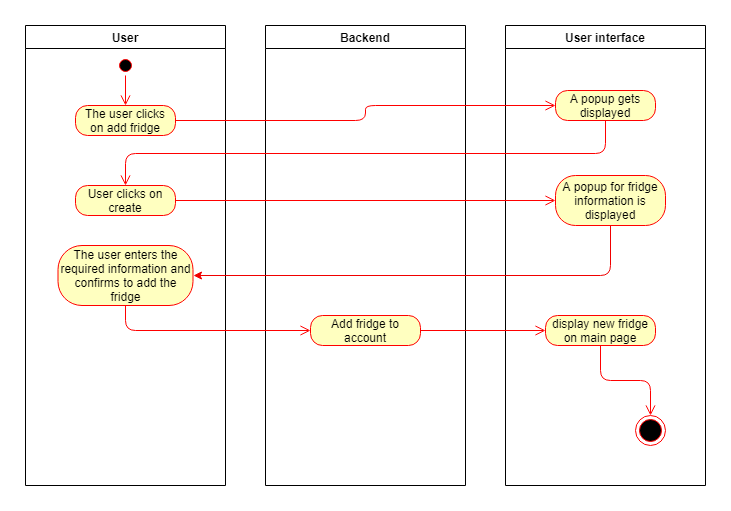 User
Backend
User interface
The user clicks
on add fridge
A popup gets
displayed
User clicks on
create
A popup for fridge
information is
displayed
The user enters the
required information and
confirms to add the
fridge
Add fridge to
account
display new fridge
on main page